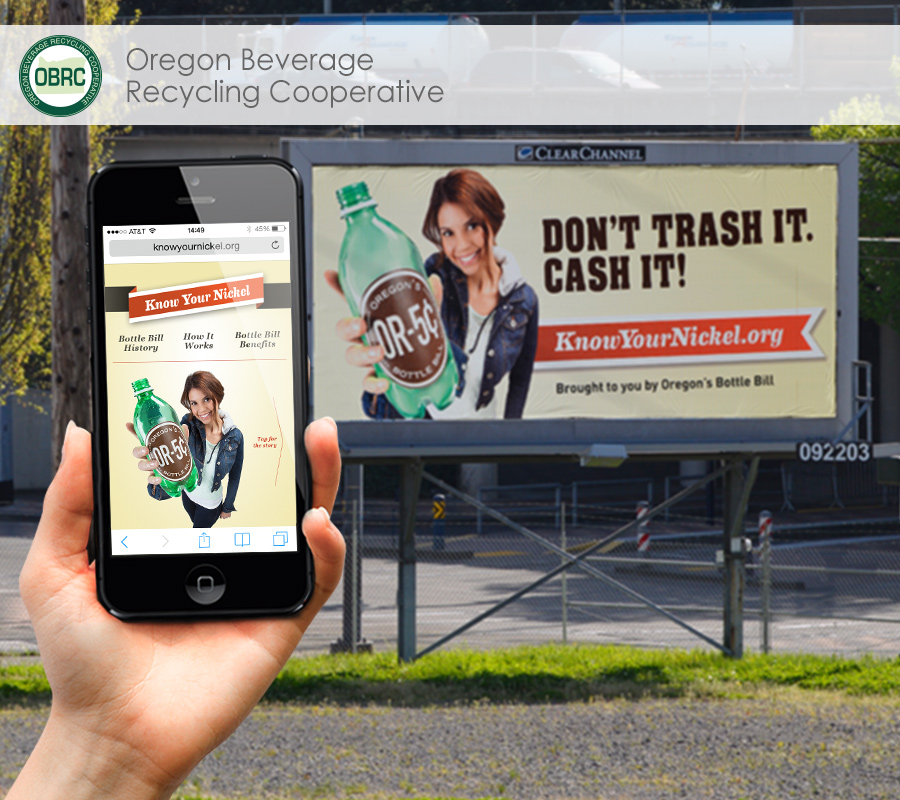 OREGON BEVERAGE RECYCLING COOPERATIVE
OBRC
Oregon Beverage
Recycling Cooperative
CLEARCHANNEL
●●●○○ AT&T 14:49 45%
knowyournickel.org
Know Your Nickel
Bottle Bill
History
How It
Works
Bottle Bill
Benefits
OREGON'S
OR-5¢
BOTTLE BILL
Tap for
the story
OREGON'S
OR-5¢
BOTTLE BILL
DON'T TRASH IT.
CASH IT!
KnowYourNickel.org
Brought to you by Oregon's Bottle Bill
092203